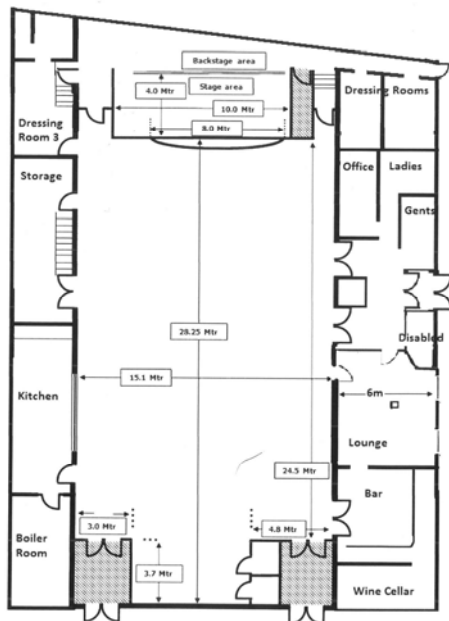 Backstage area
Stage area
4.0 Mtr
10.0 Mtr
8.0 Mtr
Dressing Rooms
Dressing
Room 3
Office
Ladies
Storage
Gents
28.25 Mtr
Disabled
15.1 Mtr
6m
Kitchen
Lounge
24.5 Mtr
Bar
3.0 Mtr
4.8 Mtr
Boiler
Room
3.7 Mtr
Wine Cellar